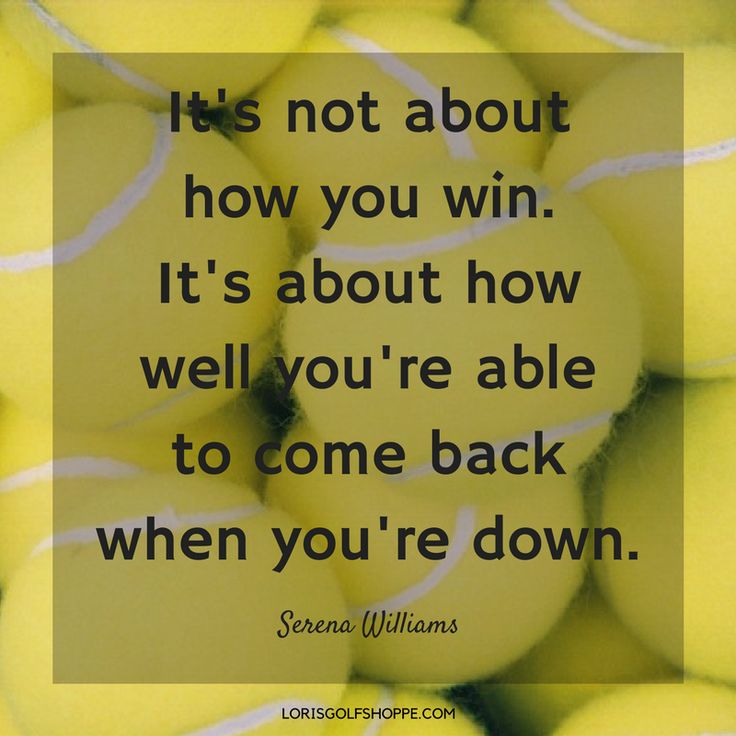 It's not about
how you win.
It's about how
well you're able
to come back
when you're down.
Serena Williams
LORISGOLFSHOPPE.COM